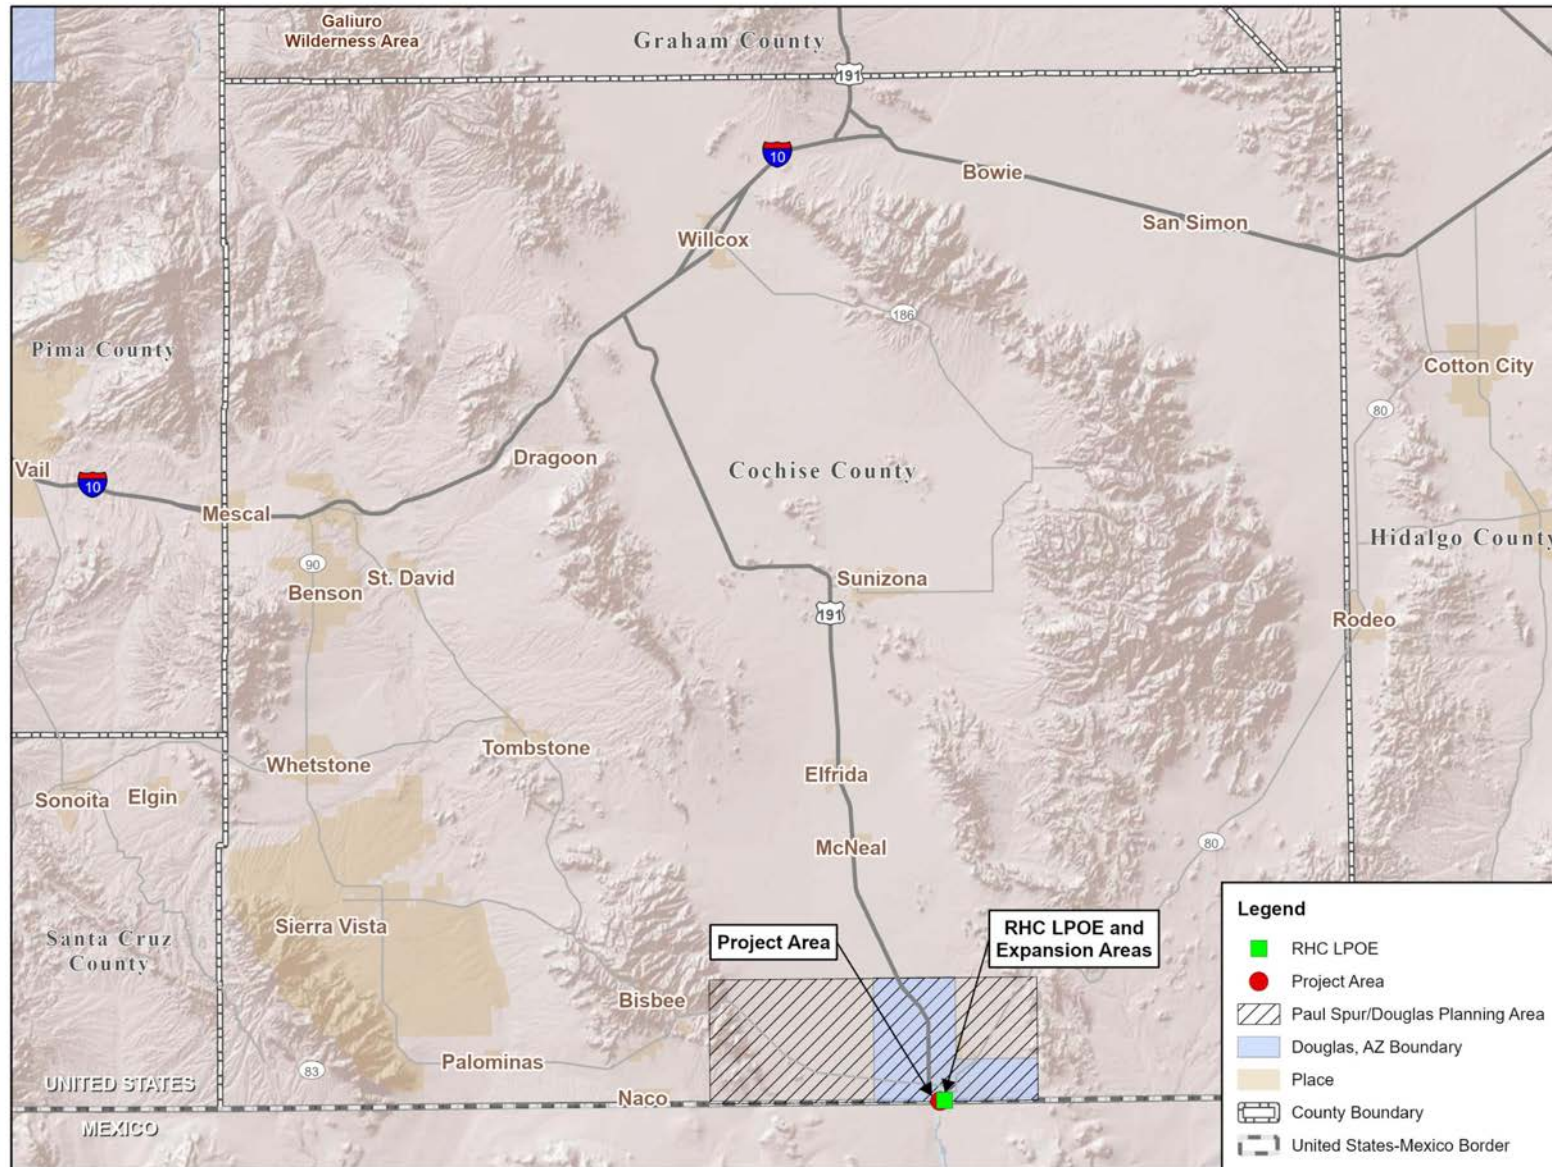 Galiuro
Wilderness Area
Graham County
191
10
Bowie
San Simon
Willcox
186
Pima County
Cotton City
80
Vail
10
Dragoon
Cochise County
Mescal
Hidalgo County
90
Benson
St. David
Sunizona
191
Rodeo
Whetstone
Tombstone
Elfrida
Sonoita
Elgin
McNeal
80
Sierra Vista
Santa Cruz
County
Project Area
RHC LPOE and
Expansion Areas
Bisbee
Palominas
83
Naco
UNITED STATES
MEXICO
Legend
RHC LPOE
Project Area
Paul Spur/Douglas Planning Area
Douglas, AZ Boundary
Place
County Boundary
United States-Mexico Border